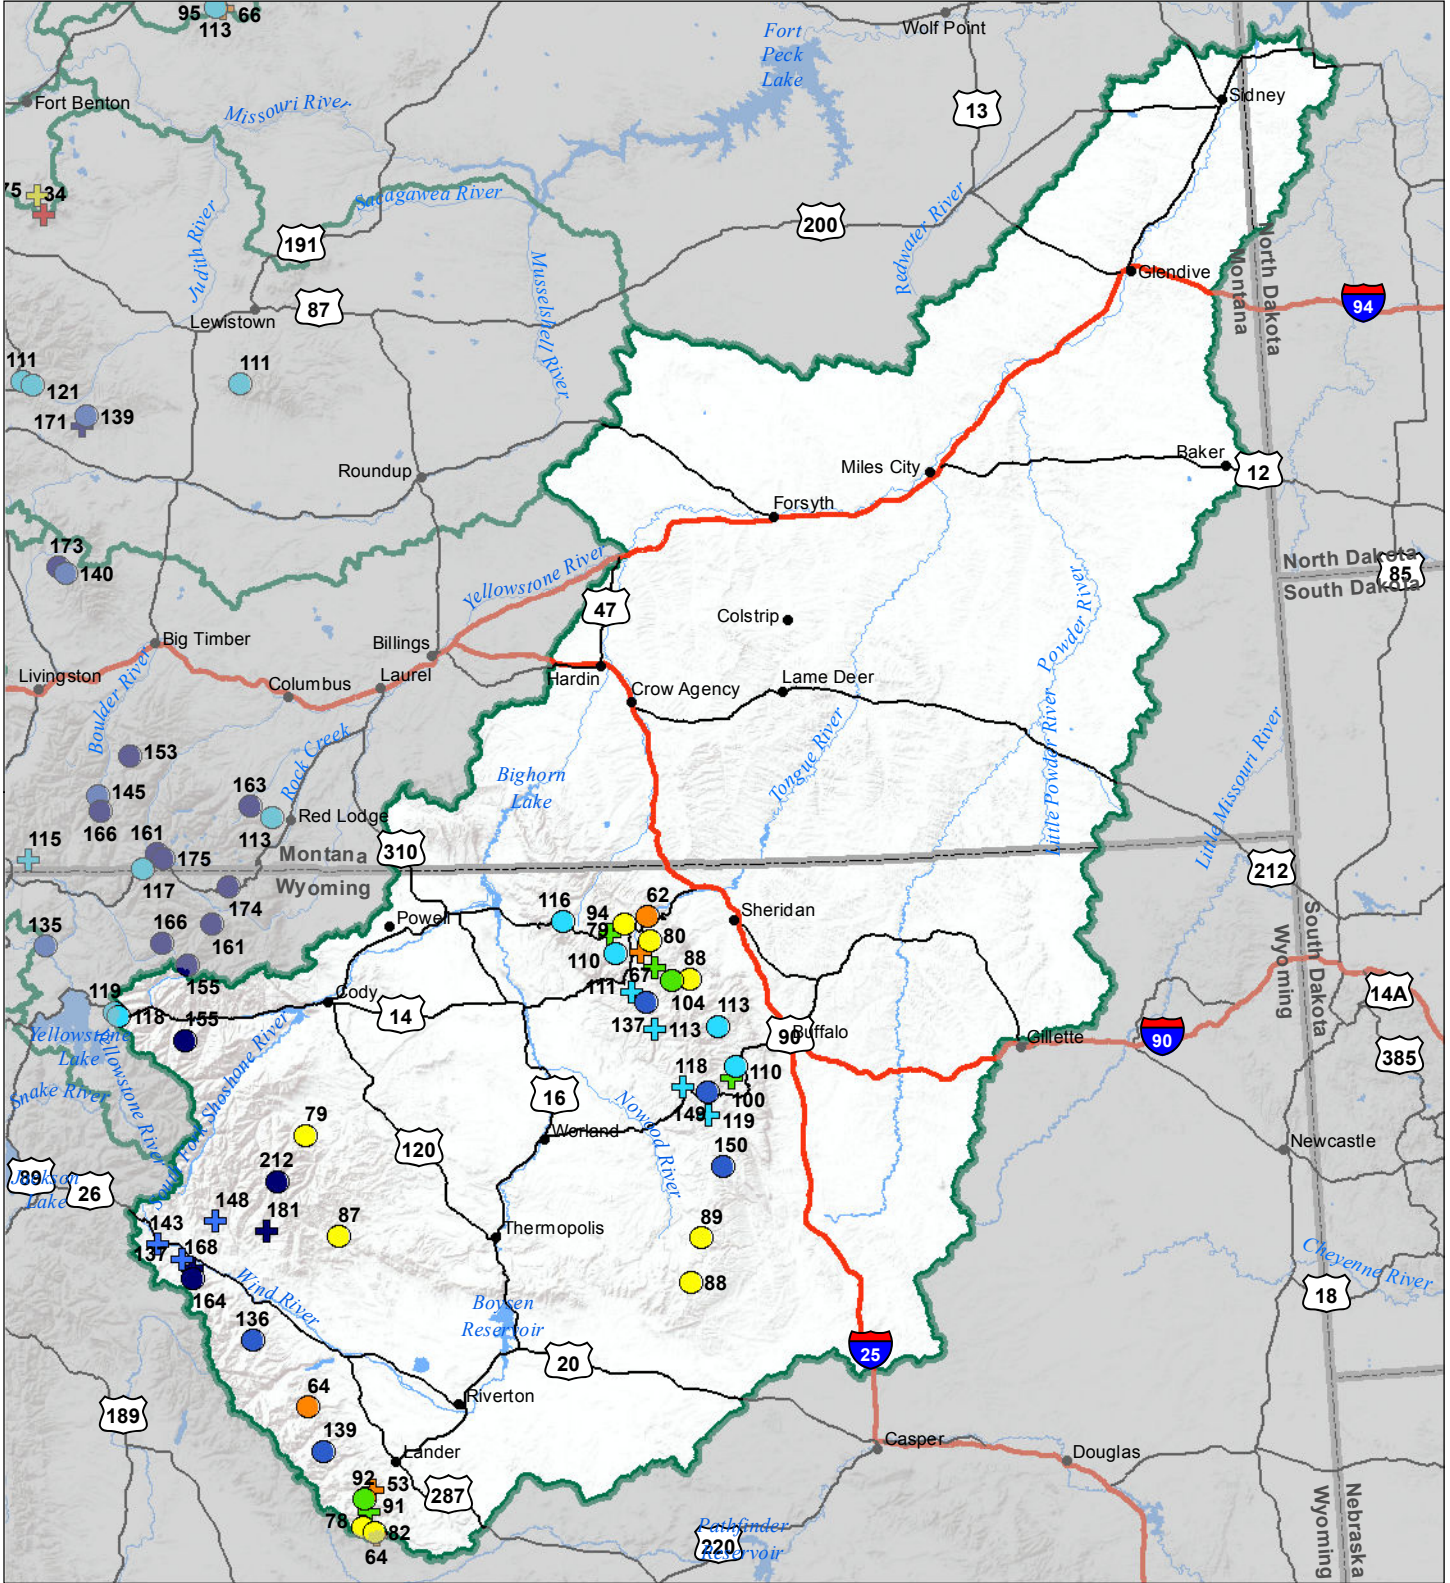 95
66
113
Wolf Point
Fort
Peck
Lake
Fort Benton
Missouri River
13
Sidney
75
34
Sacagawea River
Judith River
191
200
Redwater River
Musselshell River
North Dakota
Montana
Glendive
94
87
Lewistown
111
121
111
171
139
Roundup
Miles City
Baker
12
Forsyth
173
140
Yellowstone River
North Dakota
South Dakota
85
47
Colstrip
Powder River
Big Timber
Billings
Livingston
Columbus
Laurel
Hardin
Crow Agency
Lame Deer
Boulder River
153
Rock Creek
Bighorn
Lake
Tongue River
Little Powder River
Little Missouri River
145
166
163
113
Red Lodge
115
161
175
117
Montana
Wyoming
310
212
174
135
166
161
155
Powell
116
94
79
62
80
110
67
88
111
104
137
113
113
Sheridan
South Dakota
Wyoming
14A
119
118
155
Cody
14
Yellowstone
Lake
Yellowstone River
South Fork Shoshone River
Snake River
90
Buffalo
Gillette
90
385
118
110
100
149
119
16
Nowood River
Worland
150
79
120
Newcastle
89
Jackson
Lake
26
212
148
181
87
143
137
168
164
Thermopolis
89
88
Wind River
136
Boysen
Reservoir
Cheyenne River
18
25
20
64
Riverton
189
139
Lander
Casper
Douglas
92
53
91
78
82
64
287
Pathfinder
Reservoir
220
Nebraska
Wyoming